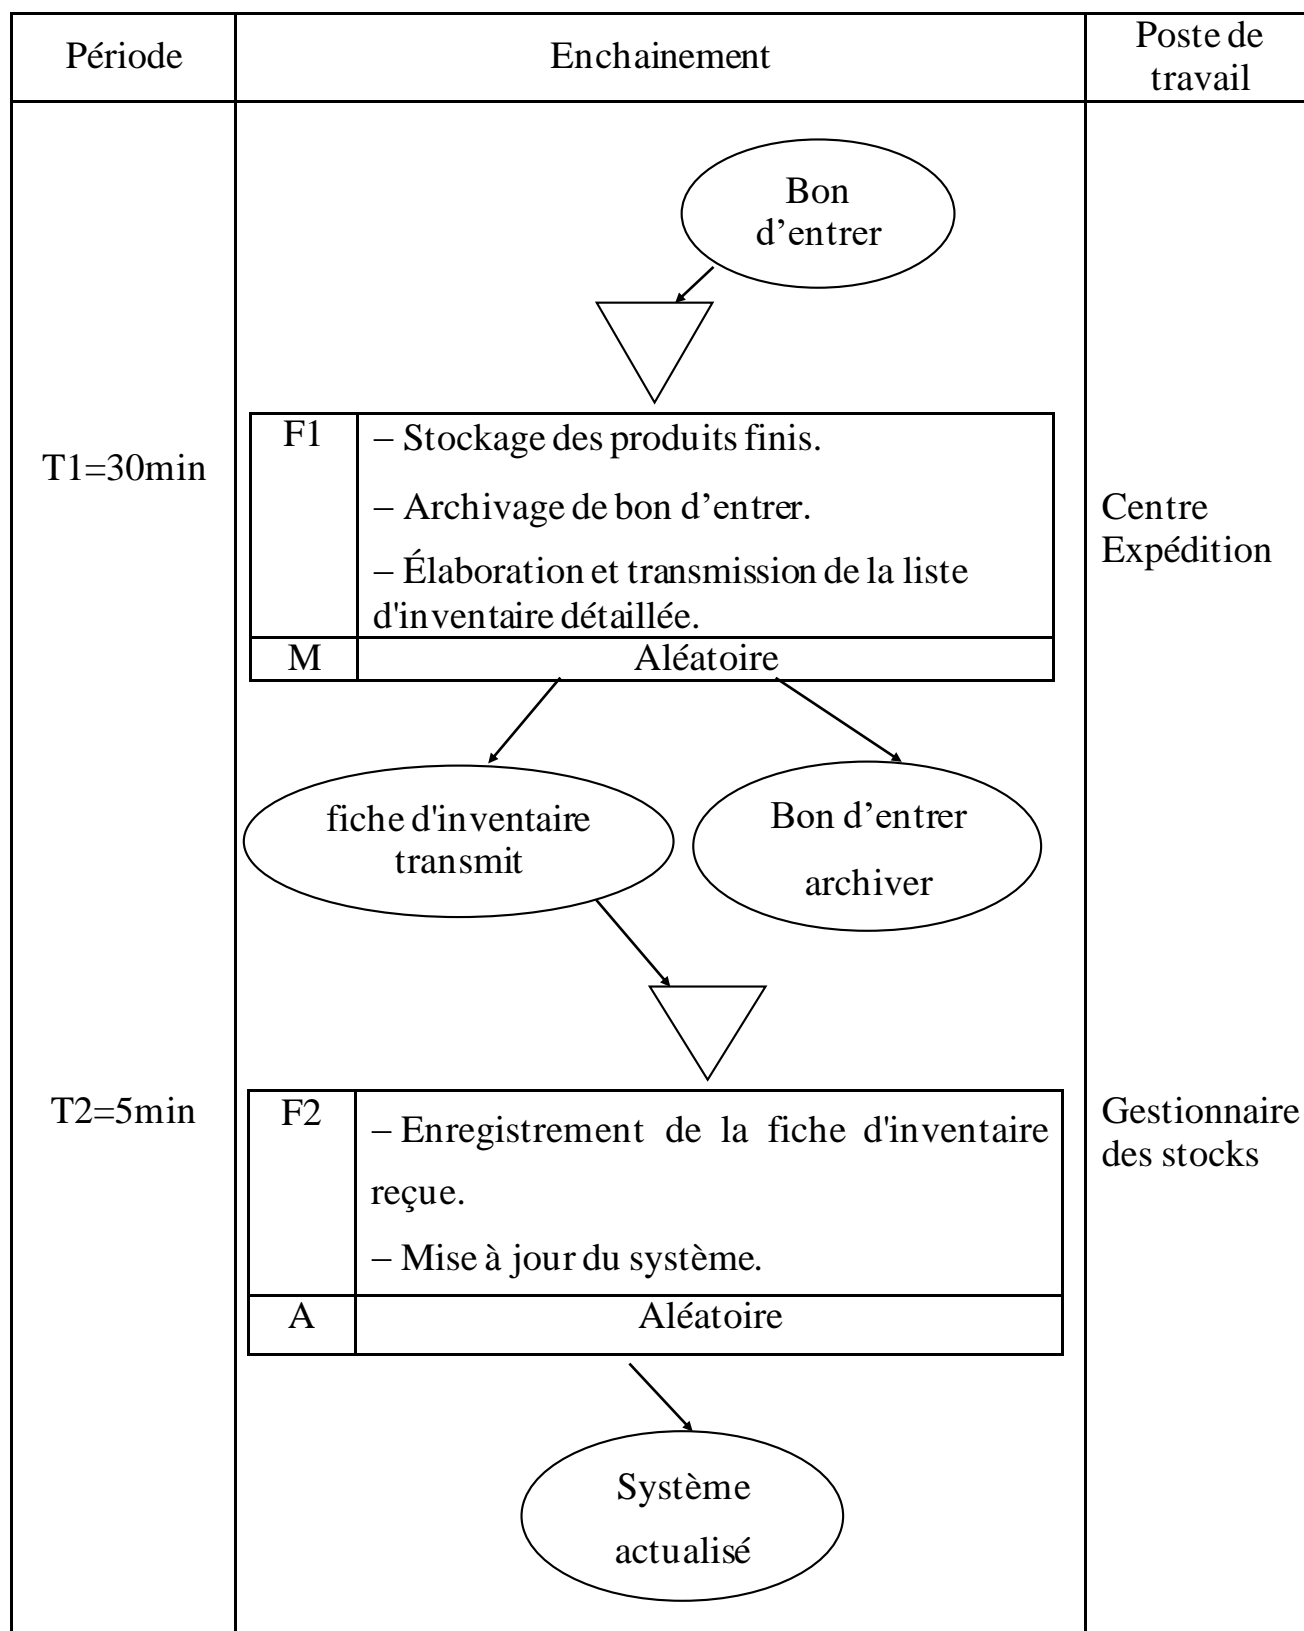 Période
Enchainement
Poste de
travail
Bon
d’entrer
T1=30min
F1
– Stockage des produits finis.
– Archivage de bon d’entrer.
– Élaboration et transmission de la liste
d'inventaire détaillée.
M
Aléatoire
Centre
Expédition
fiche d'inventaire
transmit
Bon d’entrer
archiver
T2=5min
F2
– Enregistrement de la fiche d'inventaire
reçue.
– Mise à jour du système.
A
Aléatoire
Gestionnaire
des stocks
Système
actualisé